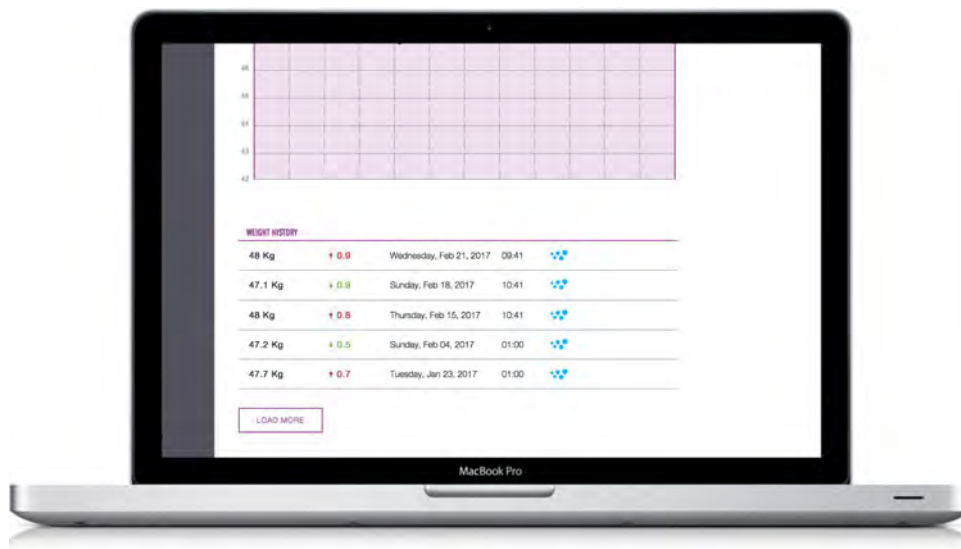 46
45
44
43
42
WEIGHT HISTORY
48 Kg ↑ 0.9 Wednesday, Feb 21, 2017 09:41
47.1 Kg ↓ 0.9 Sunday, Feb 18, 2017 10:41
48 Kg ↑ 0.8 Thursday, Feb 15, 2017 10:41
47.2 Kg ↓ 0.5 Sunday, Feb 04, 2017 01:00
47.7 Kg ↑ 0.7 Tuesday, Jan 23, 2017 01:00
LOAD MORE
MacBook Pro